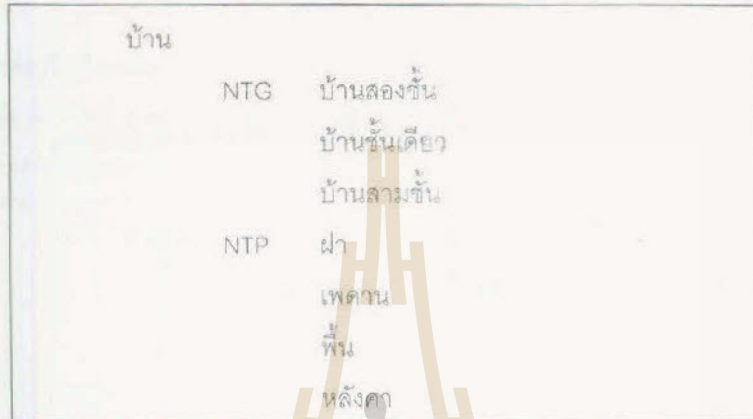 บ้าน
NTG บ้านสองชั้น
บ้านชั้นเดียว
บ้านสามชั้น
NTP ฝา
เพดาน
พื้น
หลังคา